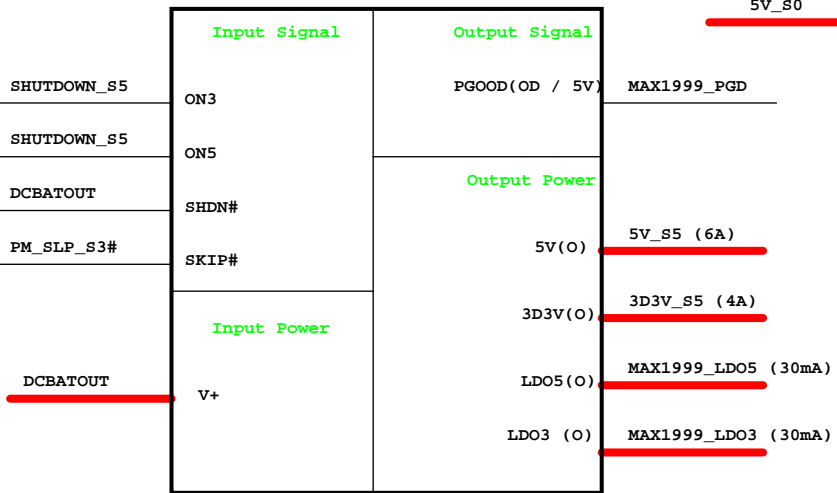 5V_S0
Input Signal
Output Signal
SHUTDOWN_S5
ON3
PGOOD(OD / 5V)
MAX1999_PGD
SHUTDOWN_S5
ON5
DCBATOUT
SHDN#
Output Power
PM_SLP_S3#
SKIP#
5V(O)
5V_S5 (6A)
3D3V(O)
3D3V_S5 (4A)
Input Power
DCBATOUT
V+
LDO5(O)
MAX1999_LDO5 (30mA)
LDO3 (O)
MAX1999_LDO3 (30mA)